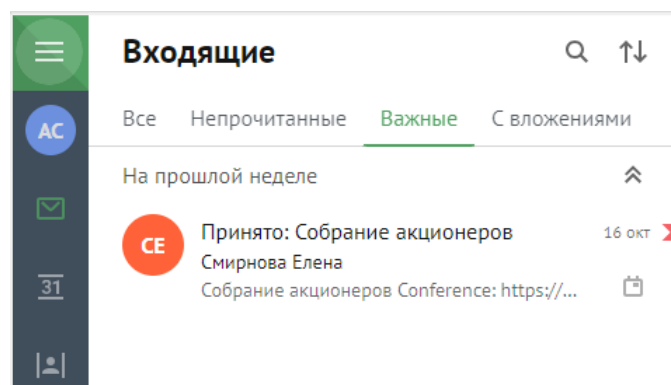 Входящие
АС
Все Непрочитанные Важные С вложениями
На прошлой неделе
СЕ
Принято: Собрание акционеров 16 окт
Смирнова Елена
31
Собрание акционеров Conference: https://...